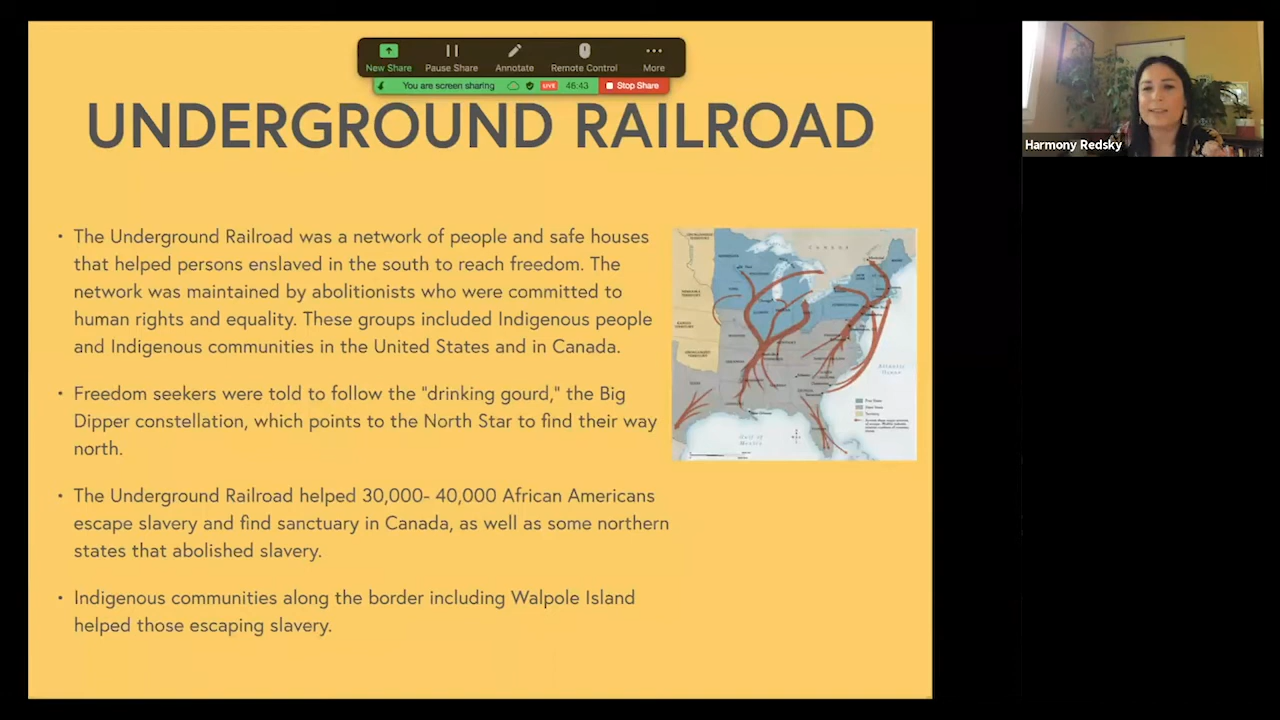 New Share
Pause Share
Annotate
Remote Control
More
You are screen sharing
LIVE
46:43
Stop Share
UNDERGROUND RAILROAD
Harmony Redsky
• The Underground Railroad was a network of people and safe houses
that helped persons enslaved in the south to reach freedom. The
network was maintained by abolitionists who were committed to
human rights and equality. These groups included Indigenous people
and Indigenous communities in the United States and in Canada.
• Freedom seekers were told to follow the "drinking gourd," the Big
Dipper constellation, which points to the North Star to find their way
north.
• The Underground Railroad helped 30,000- 40,000 African Americans
escape slavery and find sanctuary in Canada, as well as some northern
states that abolished slavery.
• Indigenous communities along the border including Walpole Island
helped those escaping slavery.
CANADA
Atlantic
Ocean
Gulf of
Mexico